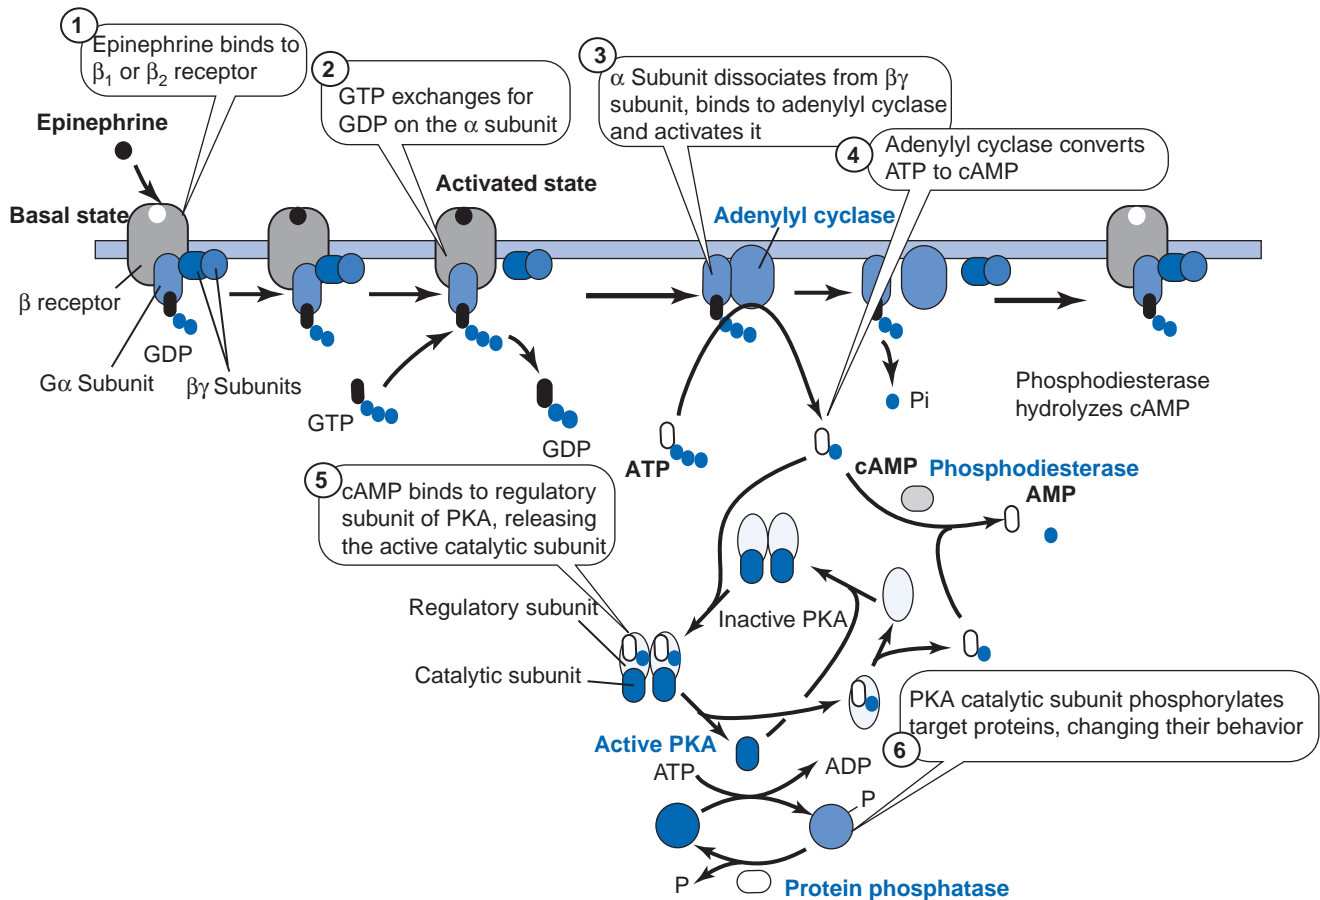 1
Epinephrine binds to
β1 or β2 receptor
2
GTP exchanges for
GDP on the α subunit
3
α Subunit dissociates from βγ
subunit, binds to adenylyl cyclase
and activates it
4
Adenylyl cyclase converts
ATP to cAMP
Epinephrine
Basal state
Activated state
Adenylyl cyclase
β receptor
GDP
Gα Subunit
βγ Subunits
GTP
GDP
ATP
Pi
Phosphodiesterase
hydrolyzes cAMP
cAMP
Phosphodiesterase
AMP
5
cAMP binds to regulatory
subunit of PKA, releasing
the active catalytic subunit
Regulatory subunit
Inactive PKA
Catalytic subunit
PKA catalytic subunit phosphorylates
target proteins, changing their behavior
6
Active PKA
ATP
ADP
P
P
Protein phosphatase